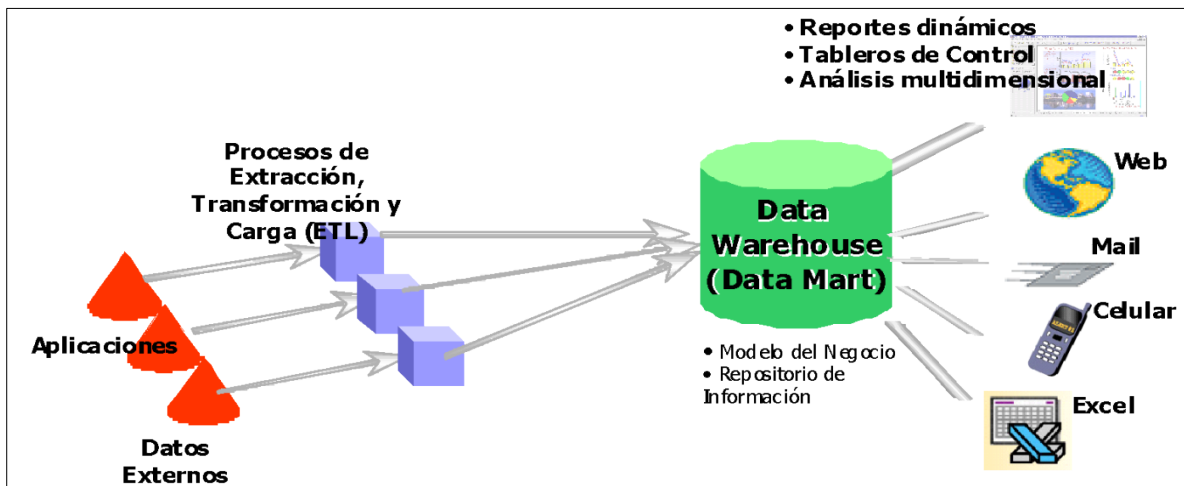 • Reportes dinámicos
• Tableros de Control
• Análisis multidimensional
Procesos de
Extracción,
Transformación y
Carga (ETL)
Aplicaciones
Datos
Externos
Data
Warehouse
(Data Mart)
• Modelo del Negocio
• Repositorio de
Información
Web
Mail
Celular
Excel